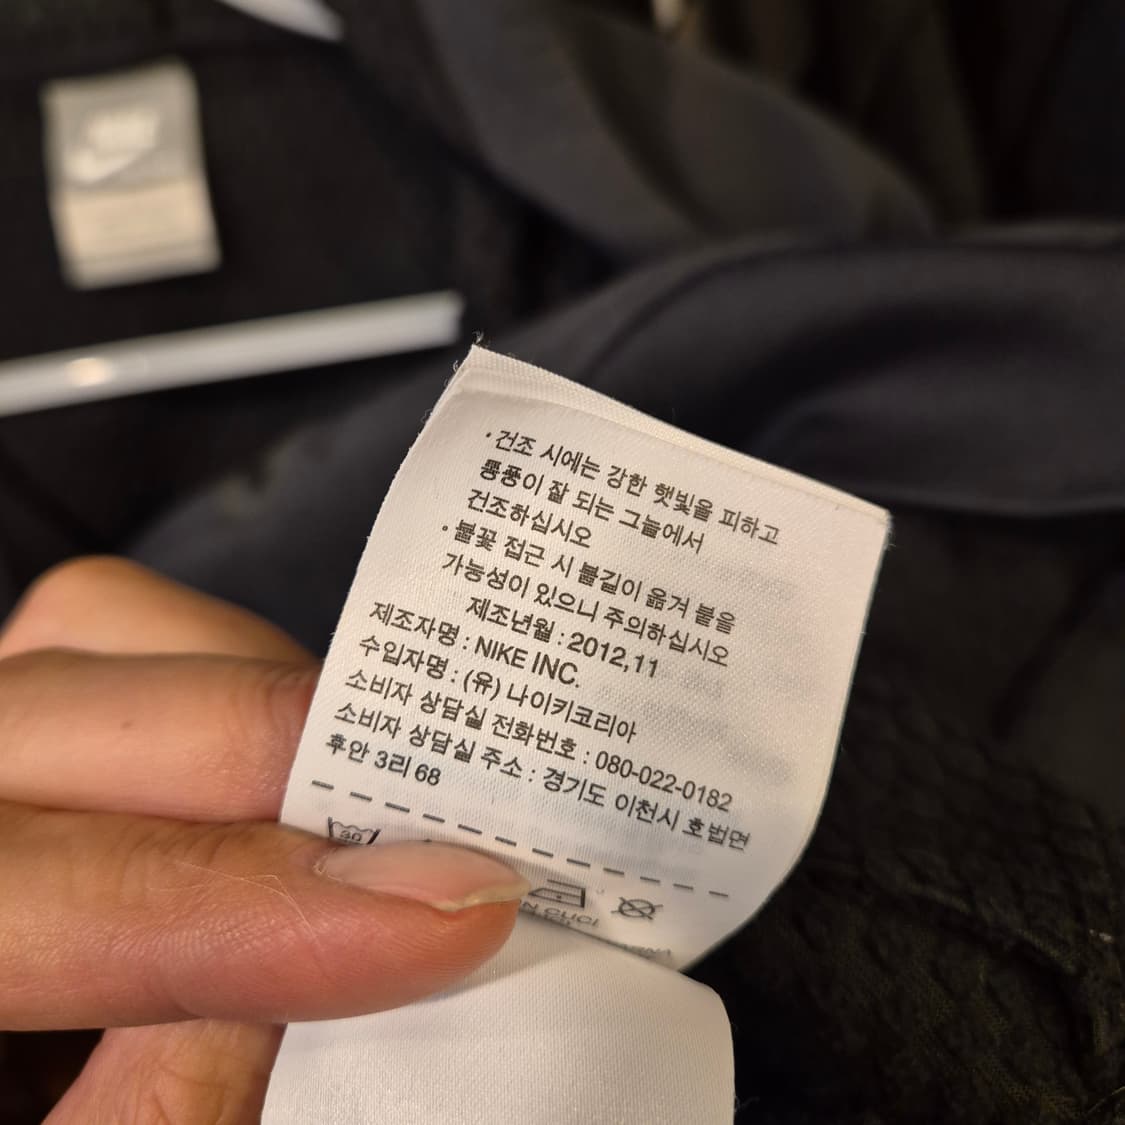 · 건조 시에는 강한 햇빛을 피하고
통풍이 잘 되는 그늘에서
건조하십시오
· 불꽃 접근 시 불길이 옮겨 붙을
가능성이 있으니 주의하십시오
제조년월 : 2012,11
제조자명 : NIKE INC.
수입자명 : (유) 나이키코리아
소비자 상담실 전화번호 : 080-022-0182
소비자 상담실 주소 : 경기도 이천시 호법면
후안 3리 68
30